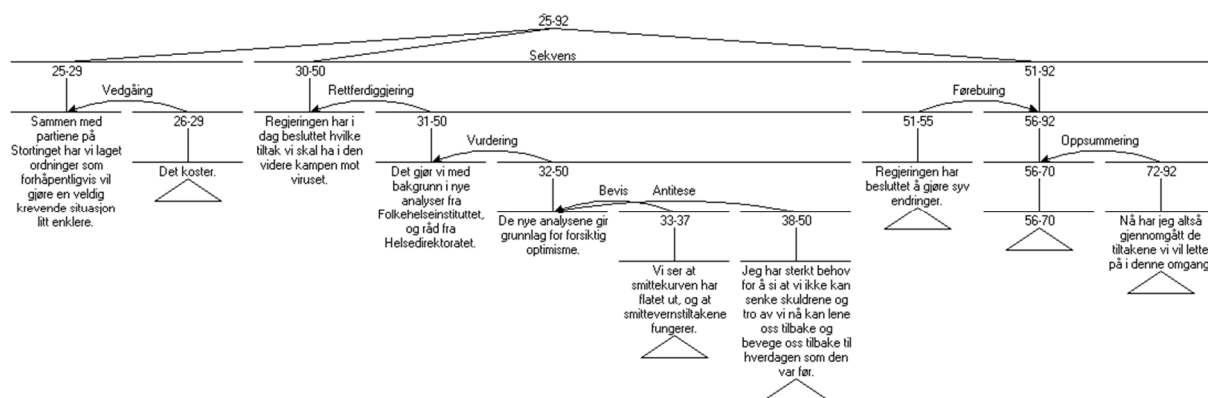 25-92
Sekvens
25-29
30-50
51-92
Vedgåing
Rettferdiggjering
Førebuing
Sammen med
partiene på
Stortinget har vi laget
ordninger som
forhåpentligvis vil
gjøre en veldig
krevende situasjon
litt enklere.
26-29
Det koster.
Regjeringen har i
dag besluttet hvilke
tiltak vi skal ha i den
videre kampen mot
viruset.
31-50
Vurdering
Det gjør vi med
bakgrunn i nye
analyser fra
Folkehelseinstituttet,
og råd fra
Helsedirektoratet.
32-50
Bevis
Antitese
De nye analysene gir
grunnlag for forsiktig
optimisme.
33-37
Vi ser at
smittekurven har
flatet ut, og at
smittevernstiltakene
fungerer.
38-50
Jeg har sterkt behov
for å si at vi ikke kan
senke skuldrene og
tro av vi nå kan lene
oss tilbake og
bevege oss tilbake til
hverdagen som den
var før.
51-55
Regjeringen har
besluttet å gjøre syv
endringer.
56-92
Oppsummering
56-70
56-70
72-92
Nå har jeg altså
gjennomgått de
tiltakene vi vil lette
på i denne omgang